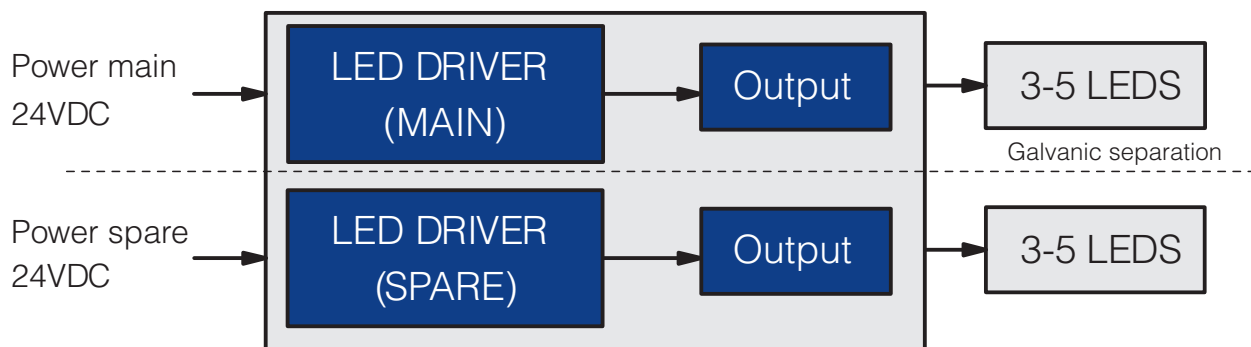 Power main
24VDC
LED DRIVER
(MAIN)
Output
3-5 LEDS
Galvanic separation
Power spare
24VDC
LED DRIVER
(SPARE)
Output
3-5 LEDS